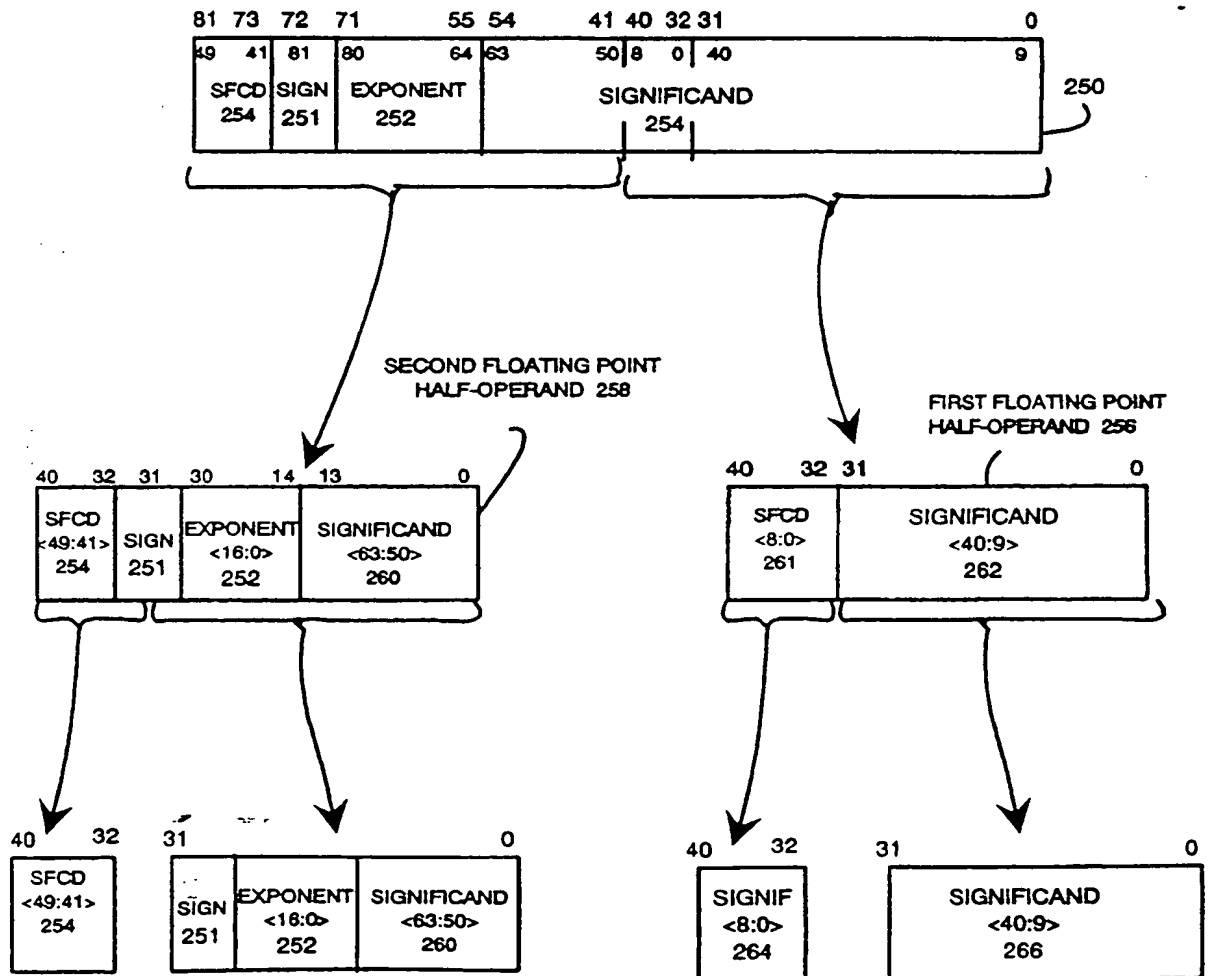 81 73 72 71 55 54 41 40 32 31 0
49 41 81 80 64 63 50 8 0 40 9
SFCD SIGN EXPONENT SIGNIFICAND
254 251 252 254
250
SECOND FLOATING POINT
HALF-OPERAND 258
FIRST FLOATING POINT
HALF-OPERAND 256
40 32 31 30 14 13 0
SFCD
<49:41>
254
SIGN
251
EXPONENT
<16:0>
252
SIGNIFICAND
<63:50>
260
40 32 31 0
SFCD
<8:0>
261
SIGNIFICAND
<40:9>
262
40 32
SFCD
<49:41>
254
31 0
SIGN
251
EXPONENT
<16:0>
252
SIGNIFICAND
<63:50>
260
40 32
SIGNIF
<8:0>
264
31 0
SIGNIFICAND
<40:9>
266